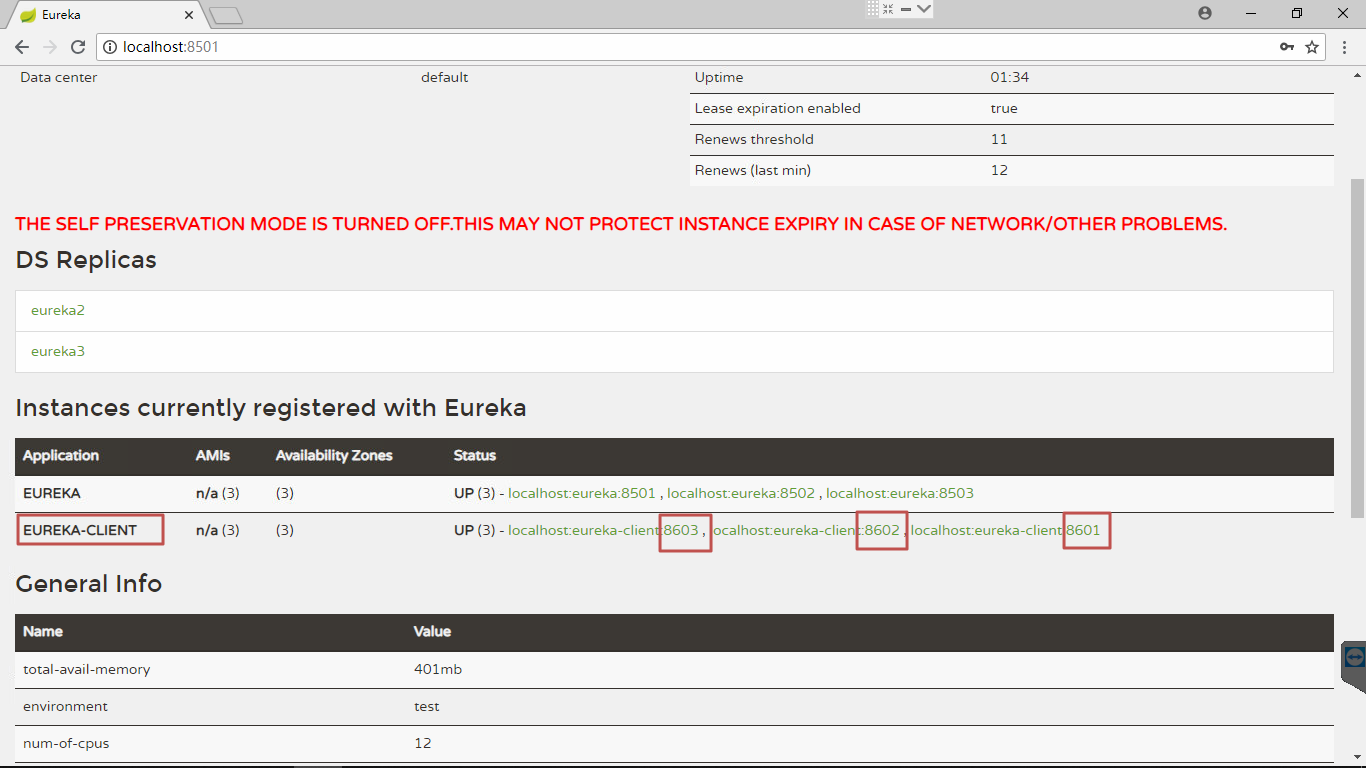 Eureka
localhost:8501
Data center default Uptime 01:34
Lease expiration enabled true
Renews threshold 11
Renews (last min) 12
THE SELF PRESERVATION MODE IS TURNED OFF.THIS MAY NOT PROTECT INSTANCE EXPIRY IN CASE OF NETWORK/OTHER PROBLEMS.
DS Replicas
eureka2
eureka3
Instances currently registered with Eureka
Application AMIs Availability Zones Status
EUREKA n/a (3) (3) UP (3) - localhost:eureka:8501 , localhost:eureka:8502 , localhost:eureka:8503
EUREKA-CLIENT n/a (3) (3) UP (3) - localhost:eureka-client:8603 , localhost:eureka-client:8602 , localhost:eureka-client:8601
General Info
Name Value
total-avail-memory 401mb
environment test
num-of-cpus 12